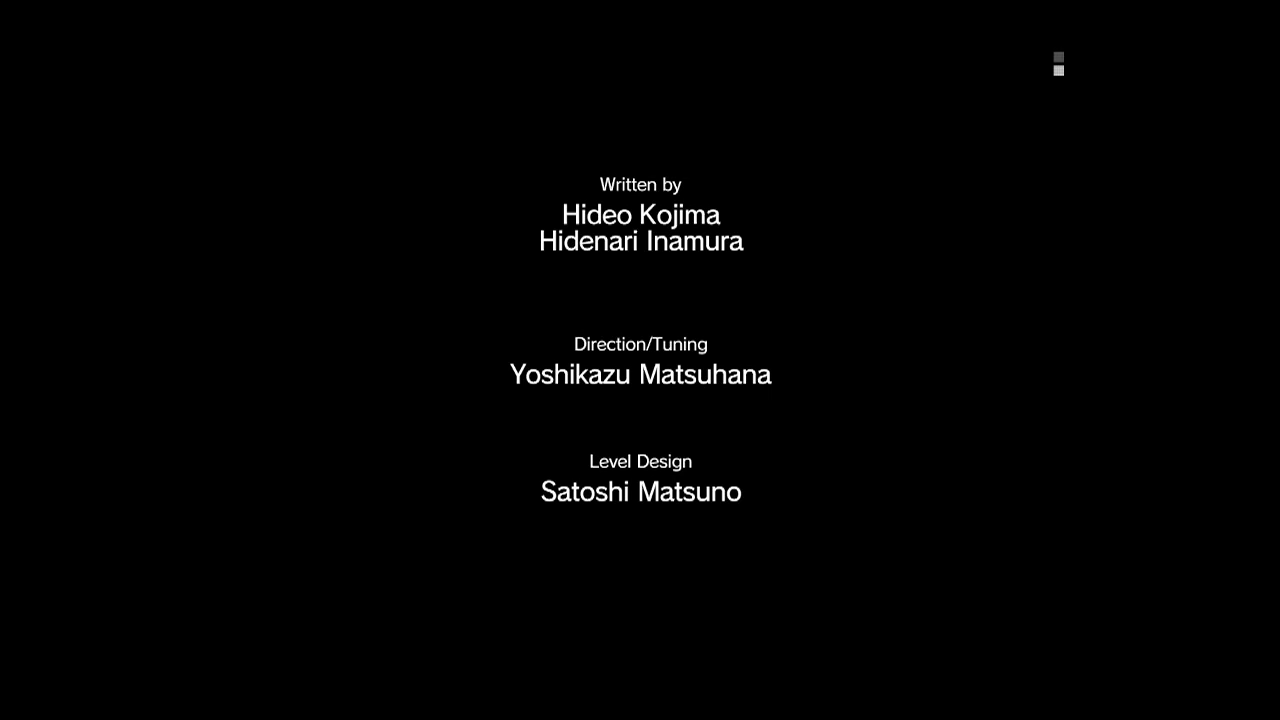 Written by
Hideo Kojima
Hidenari Inamura
Direction/Tuning
Yoshikazu Matsuhana
Level Design
Satoshi Matsuno